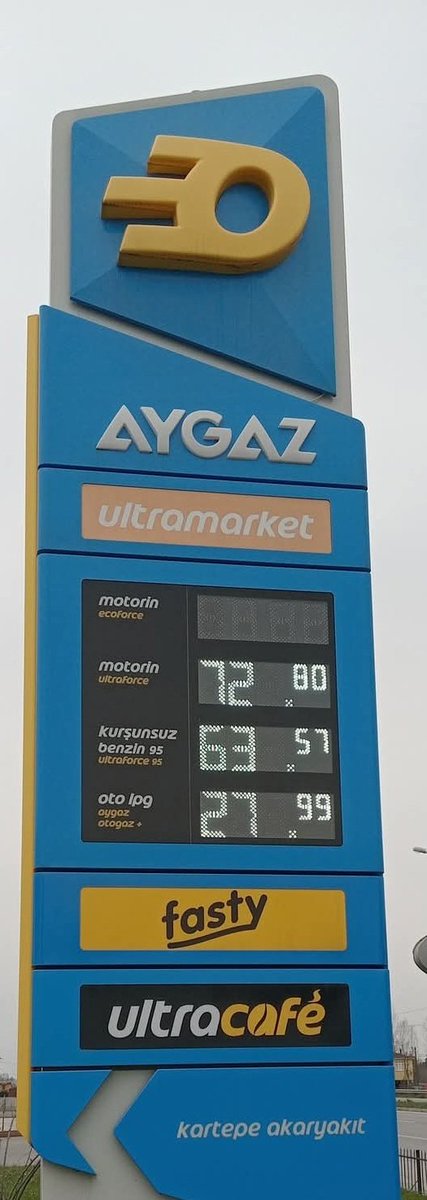 AYGAZ
ultramarket
motorin
ecoforce
motorin
ultraforce
72.80
kurşunsuz
benzin 95
ultraforce 95
63.57
oto lpg
aygaz
otogaz +
27.99
fasty
ultracafé
kartepe akaryakıt